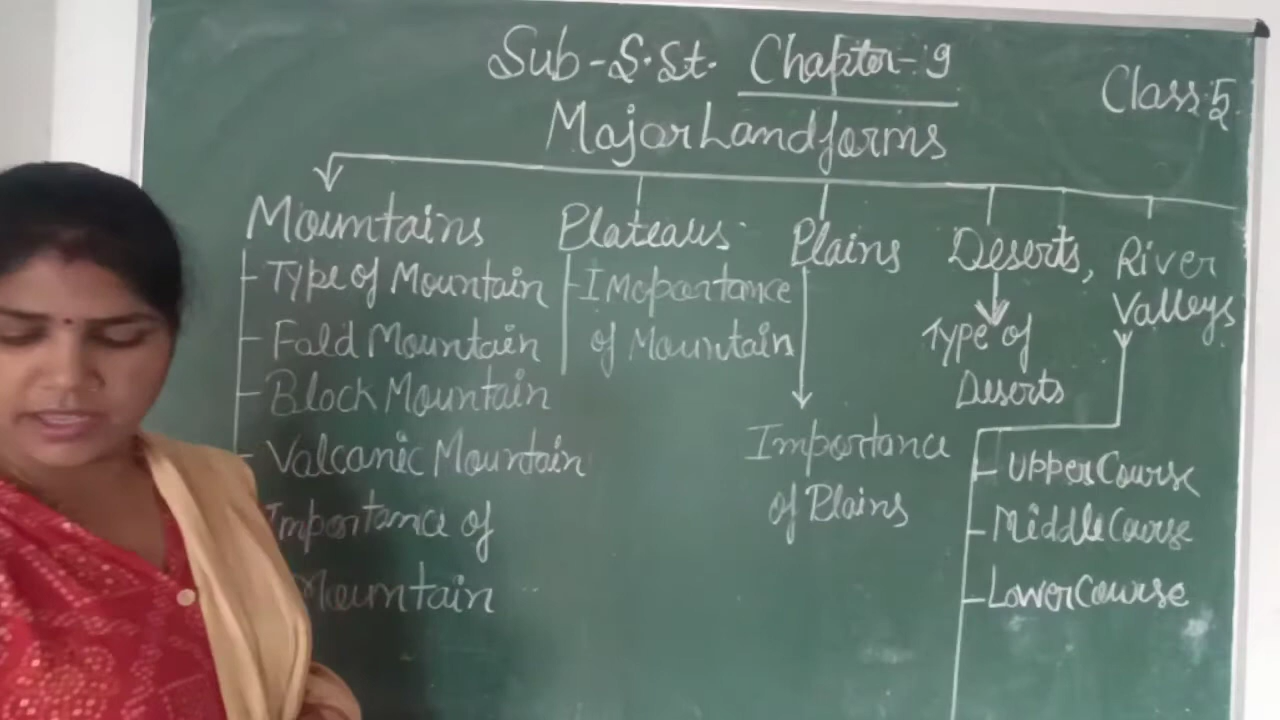 Sub-S.St. Chapter-9
Class 5
Major Landforms
Mountains
Type of Mountain
Fold Mountain
Block Mountain
Valcanic Mountain
Importance of
Mountain
Plateaus
Imoportance
of Mountain
Plains
Importance
of Plains
Deserts,
Type of
Deserts
River
Valleys
Upper Course
Middle Course
Lower Course